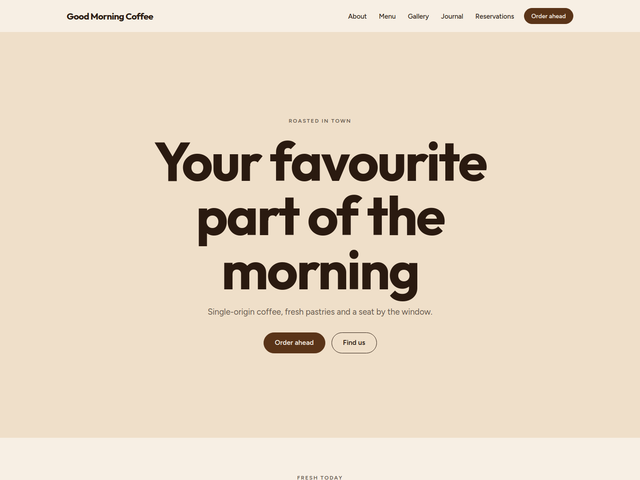 Good Morning Coffee
About Menu Gallery Journal Reservations Order ahead
ROASTED IN TOWN
Your favourite
part of the
morning
Single-origin coffee, fresh pastries and a seat by the window.
Order ahead Find us
FRESH TODAY